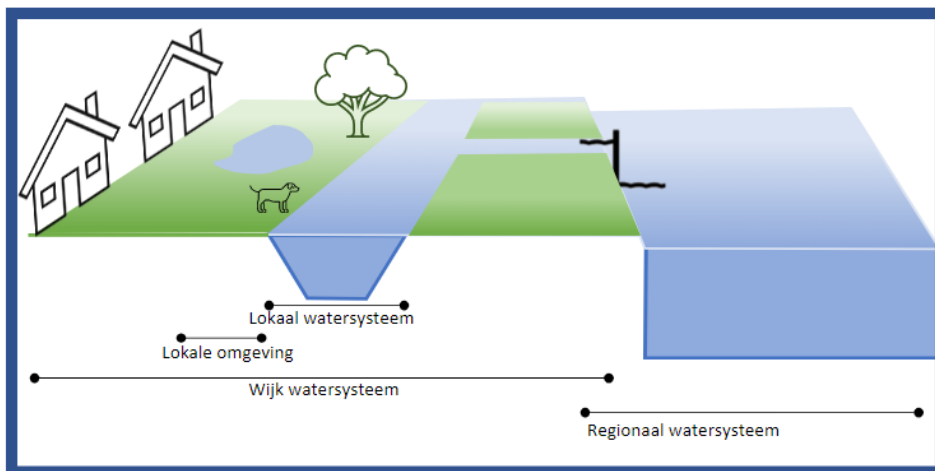 Lokaal watersysteem
Lokale omgeving
Wijk watersysteem
Regionaal watersysteem